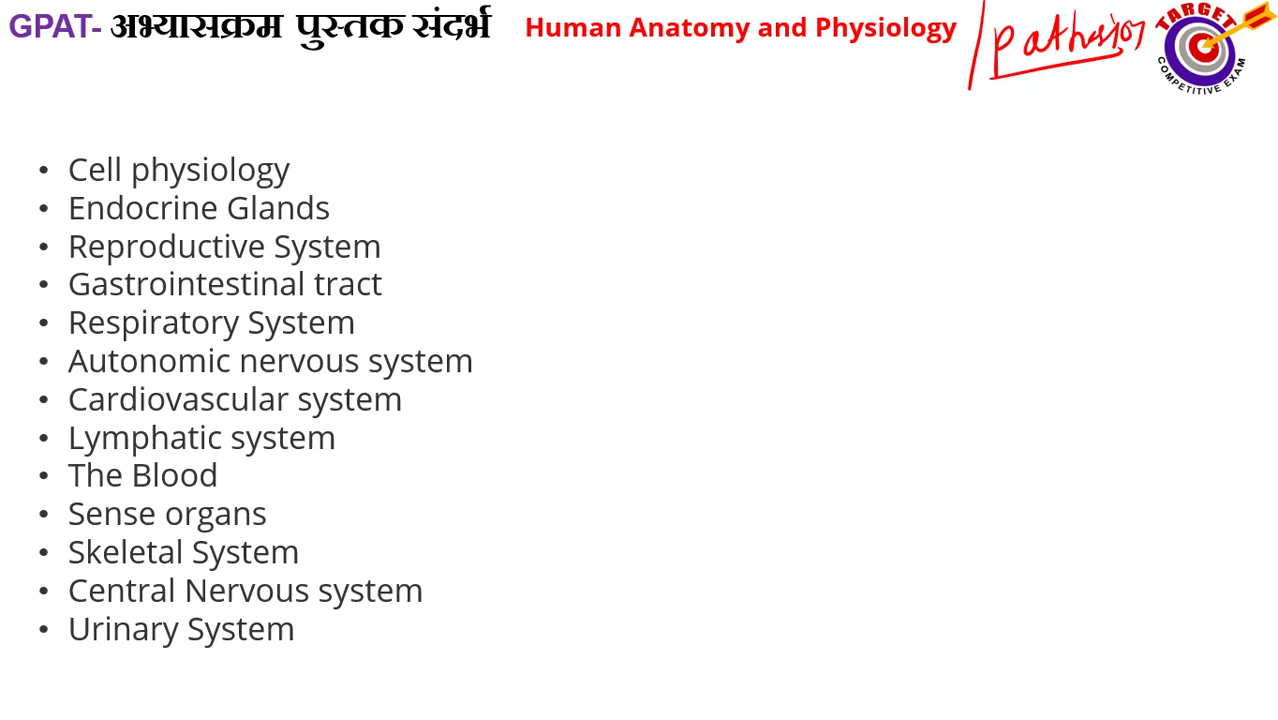 GPAT- अभ्यासक्रम पुस्तक संदर्भ Human Anatomy and Physiology
TARGET
COMPETITIVE EXAM
• Cell physiology
• Endocrine Glands
• Reproductive System
• Gastrointestinal tract
• Respiratory System
• Autonomic nervous system
• Cardiovascular system
• Lymphatic system
• The Blood
• Sense organs
• Skeletal System
• Central Nervous system
• Urinary System